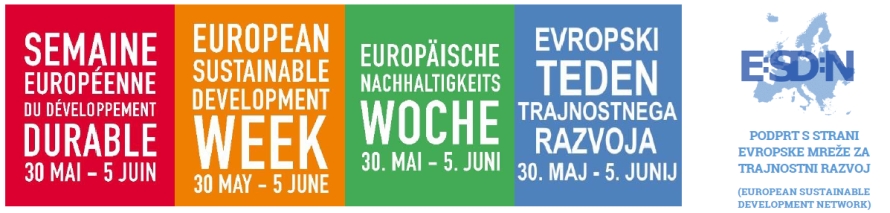 SEMAINE
EUROPÉENNE
DU DÉVELOPPEMENT
DURABLE
30 MAI – 5 JUIN
EUROPEAN
SUSTAINABLE
DEVELOPMENT
WEEK
30 MAY – 5 JUNE
EUROPÄISCHE
NACHHALTIGKEITS
WOCHE
30. MAI – 5. JUNI
EVROPSKI
TEDEN
TRAJNOSTNEGA
RAZVOJA
30. MAJ - 5. JUNIJ
E:SD:N
PODPRT S STRANI
EVROPSKE MREŽE ZA
TRAJNOSTNI RAZVOJ
(EUROPEAN SUSTAINABLE
DEVELOPMENT NETWORK)